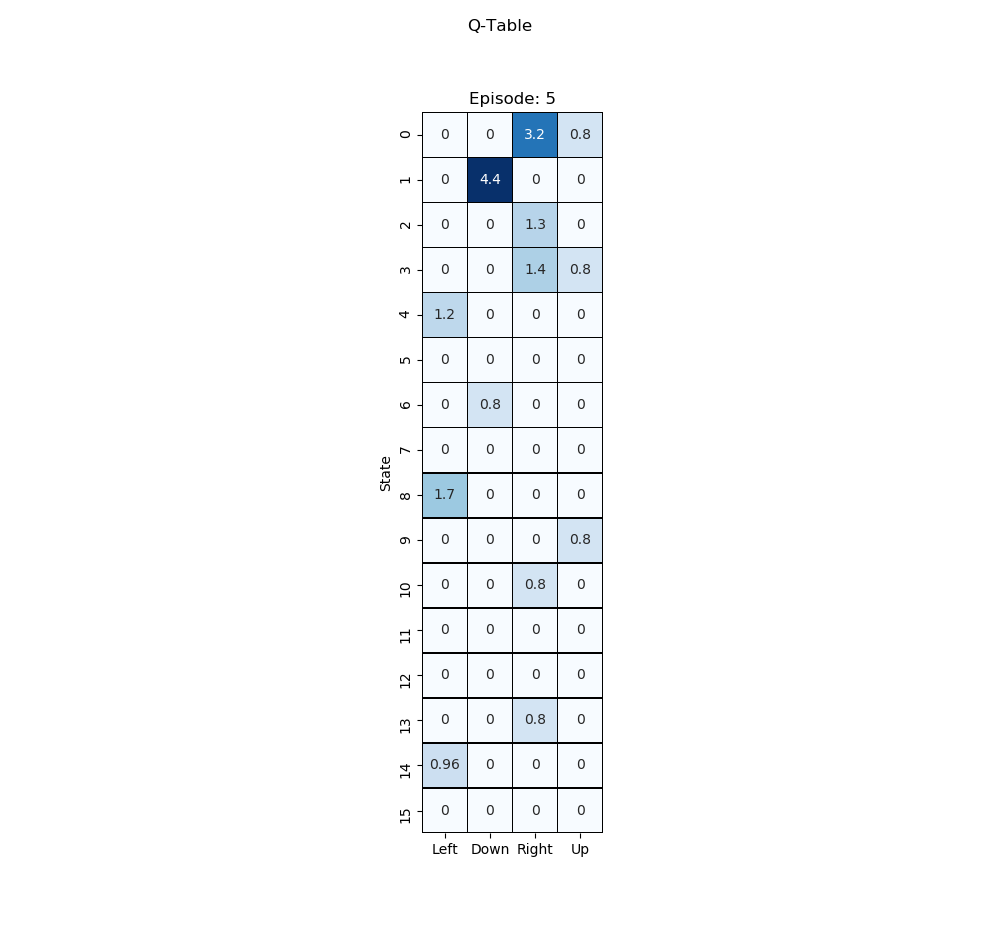 Q-Table
Episode: 5
0 0 0 3.2 0.8
1 0 4.4 0 0
2 0 0 1.3 0
3 0 0 1.4 0.8
4 1.2 0 0 0
5 0 0 0 0
6 0 0.8 0 0
7 0 0 0 0
State
8 1.7 0 0 0
9 0 0 0 0.8
10 0 0 0.8 0
11 0 0 0 0
12 0 0 0 0
13 0 0 0.8 0
14 0.96 0 0 0
15 0 0 0 0
Left Down Right Up